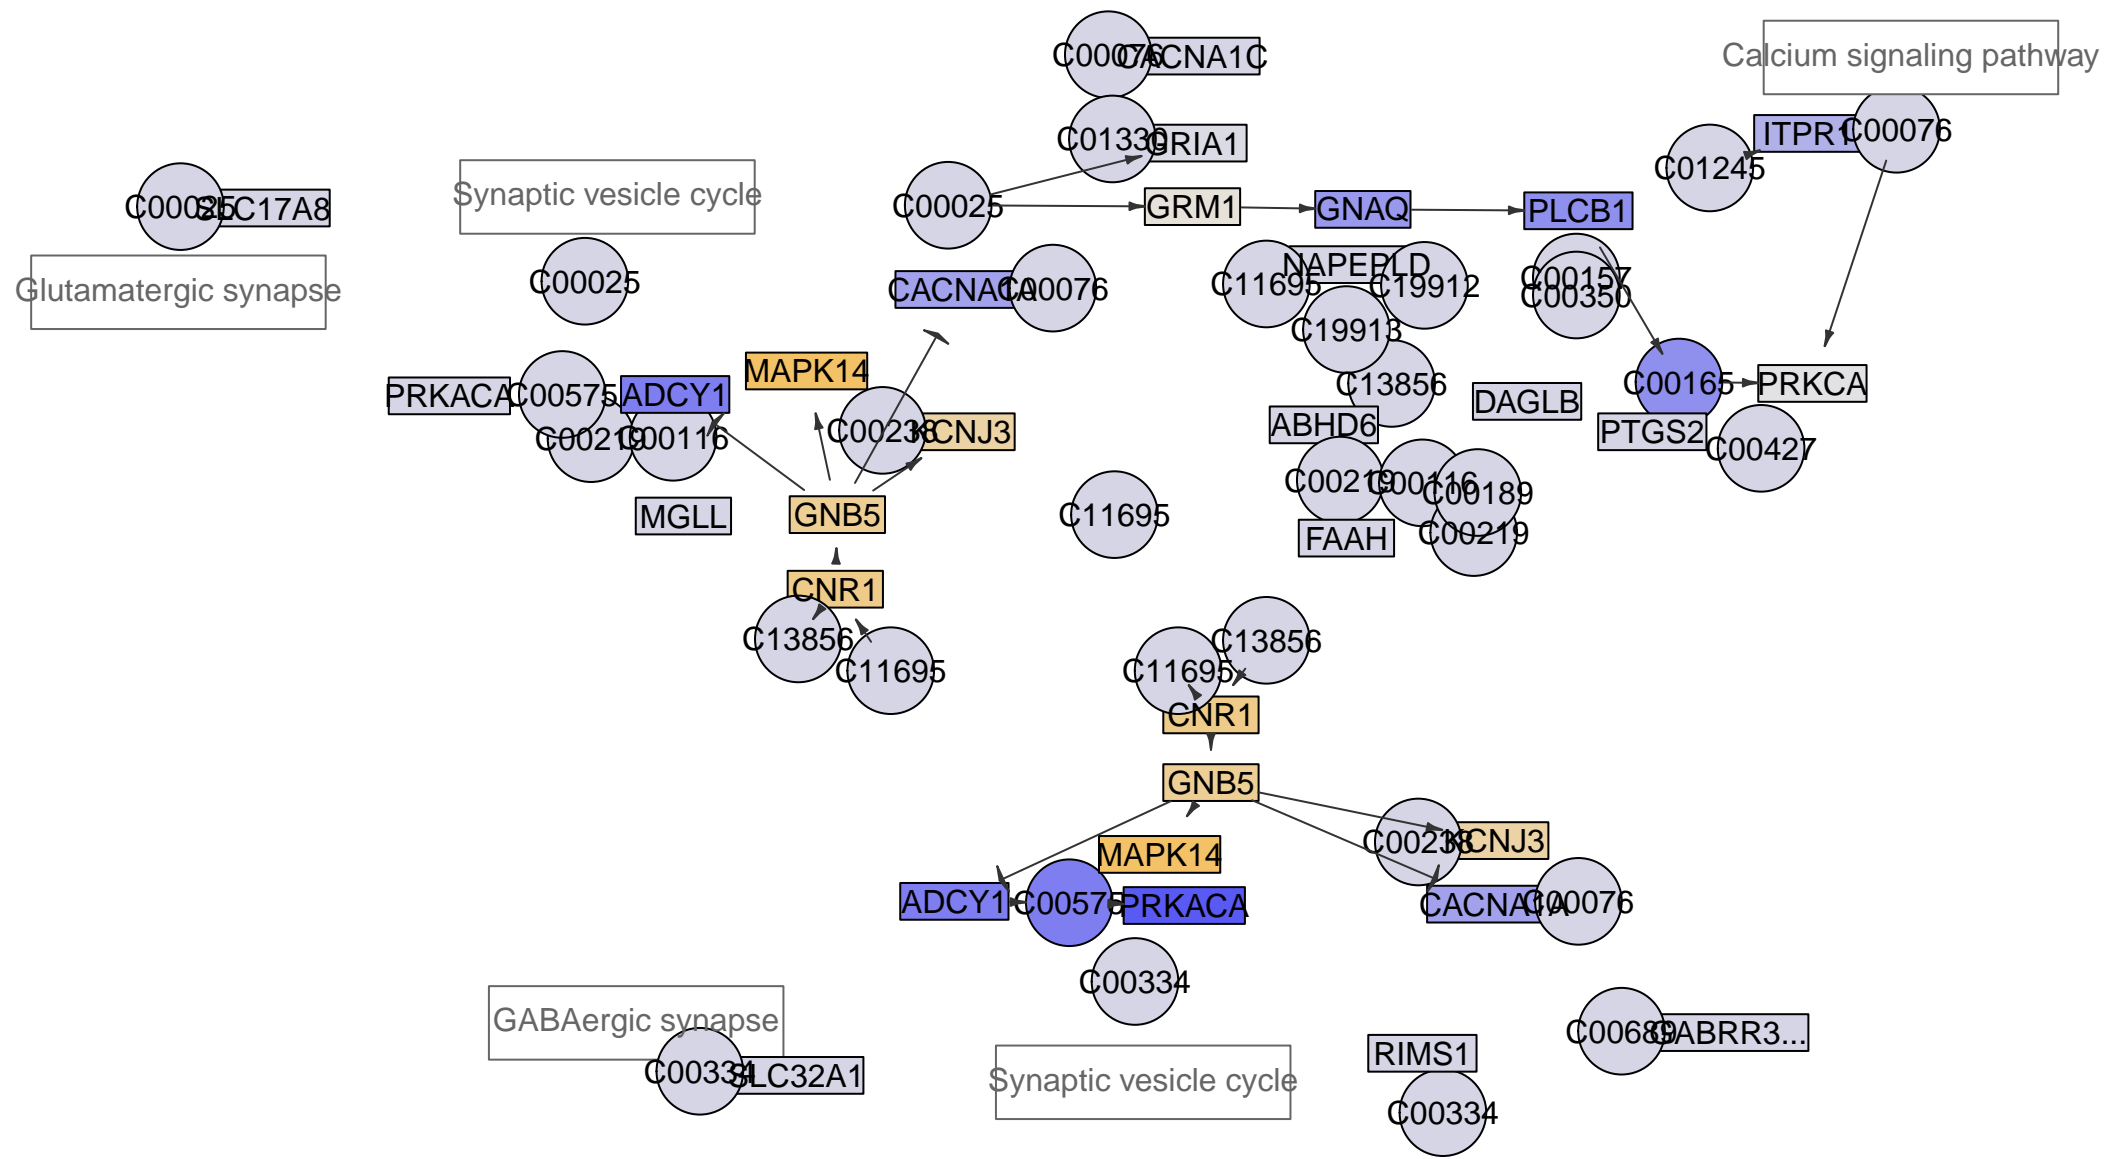 C00076
CACNA1C
Calcium signaling pathway
C01330
GRIA1
ITPR1
C00076
C01245
C00025
SLC17A8
Synaptic vesicle cycle
C00025
GRM1
GNAQ
PLCB1
Glutamatergic synapse
C00025
CACNA1A
C00076
C11695
NAPEPLD
C19912
C00157
C00350
C19913
MAPK14
C13856
C00165
PRKCA
PRKACA
C00575
ADCY1
DAGLB
C00219
C00116
C00238
KCNJ3
ABHD6
PTGS2
C00427
C00219
C00116
C00189
MGLL
GNB5
C11695
FAAH
C00219
CNR1
C13856
C11695
C13856
C11695
CNR1
GNB5
C00238
KCNJ3
MAPK14
ADCY1
C00575
PRKACA
CACNA1A
C00076
C00334
GABAergic synapse
C00689
GABRR3...
C00334
SLC32A1
Synaptic vesicle cycle
RIMS1
C00334